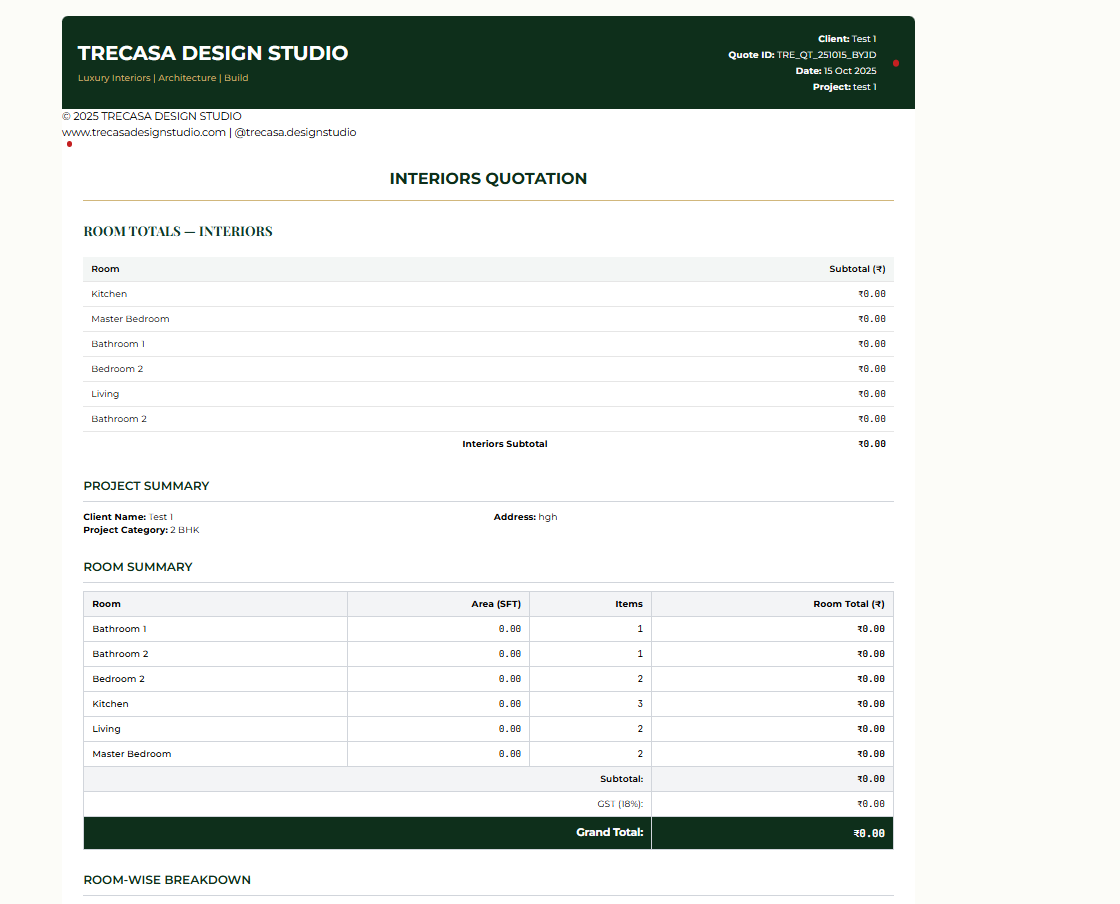 TRECASA DESIGN STUDIO
Luxury Interiors | Architecture | Build
Client: Test 1
Quote ID: TRE_QT_251015_BYJD
Date: 15 Oct 2025
Project: test 1
© 2025 TRECASA DESIGN STUDIO
www.trecasadesignstudio.com | @trecasa.designstudio
INTERIORS QUOTATION
ROOM TOTALS — INTERIORS
Room Subtotal (₹)
Kitchen ₹0.00
Master Bedroom ₹0.00
Bathroom 1 ₹0.00
Bedroom 2 ₹0.00
Living ₹0.00
Bathroom 2 ₹0.00
Interiors Subtotal ₹0.00
PROJECT SUMMARY
Client Name: Test 1 Address: hgh
Project Category: 2 BHK
ROOM SUMMARY
Room Area (SFT) Items Room Total (₹)
Bathroom 1 0.00 1 ₹0.00
Bathroom 2 0.00 1 ₹0.00
Bedroom 2 0.00 2 ₹0.00
Kitchen 0.00 3 ₹0.00
Living 0.00 2 ₹0.00
Master Bedroom 0.00 2 ₹0.00
Subtotal: ₹0.00
GST (18%): ₹0.00
Grand Total: ₹0.00
ROOM-WISE BREAKDOWN